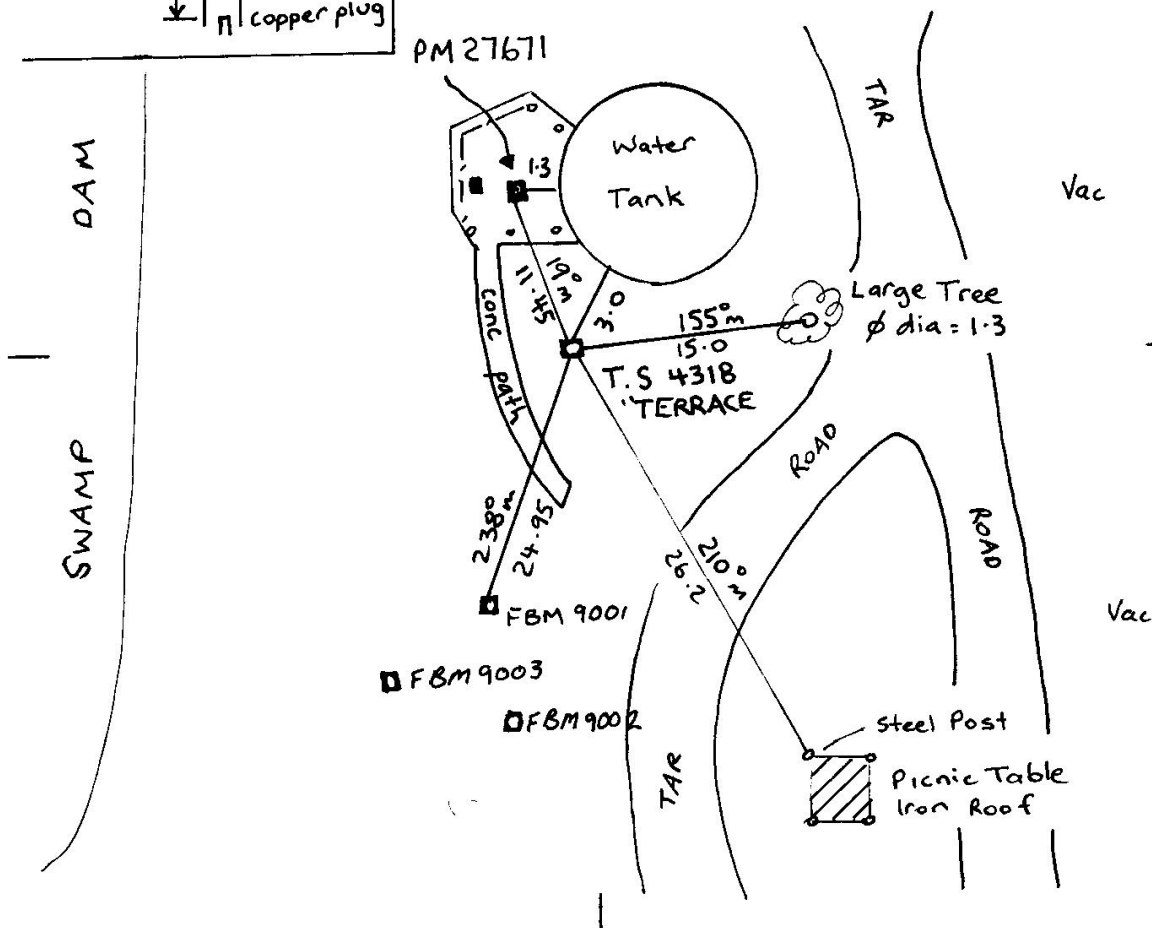 copper plug
PM 27671
TAR
DAM
Water
Tank
1.3
Vac
19°m
11.45
3.0
155°m
15.0
Large Tree
ϕ dia = 1.3
conc path
T.S 4318
"TERRACE
ROAD
SWAMP
238°m
24.95
210°m
26.2
ROAD
FBM 9001
Vac
FBM 9003
FBM 9002
Steel Post
TAR
Picnic Table
Iron Roof